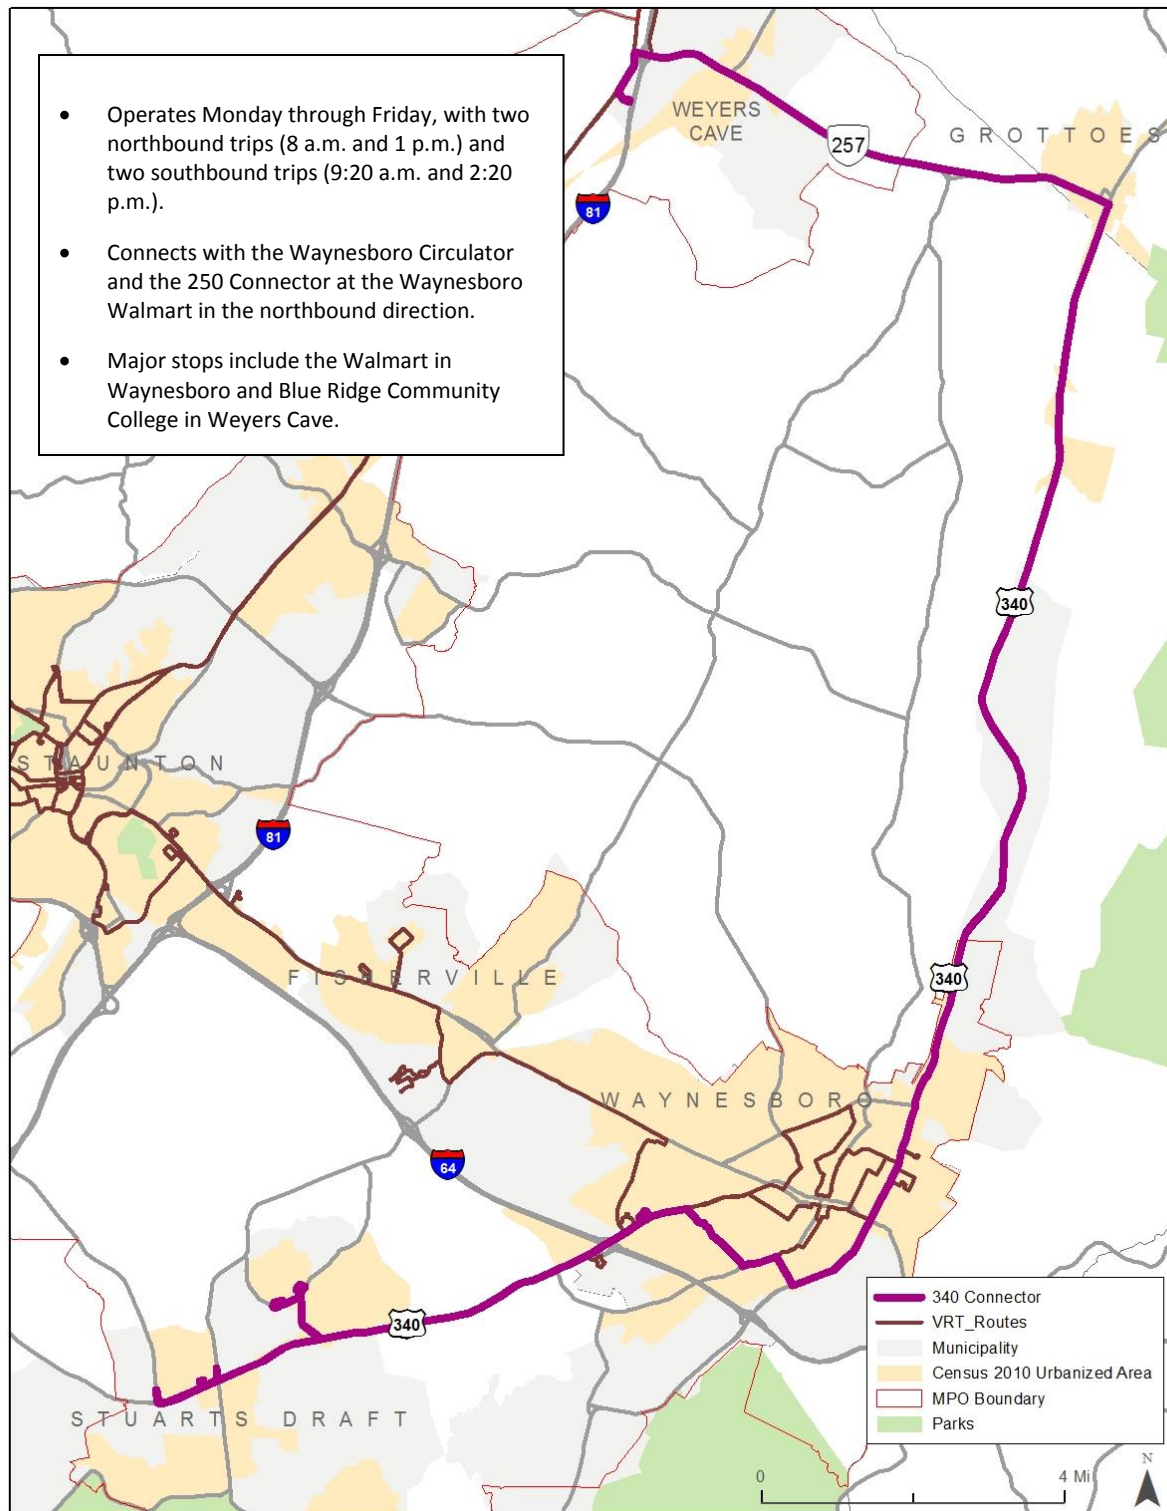 • Operates Monday through Friday, with two
northbound trips (8 a.m. and 1 p.m.) and
two southbound trips (9:20 a.m. and 2:20
p.m.).
• Connects with the Waynesboro Circulator
and the 250 Connector at the Waynesboro
Walmart in the northbound direction.
• Major stops include the Walmart in
Waynesboro and Blue Ridge Community
College in Weyers Cave.
WEYERS
CAVE
257
GROTTOES
81
340
STAUNTON
81
FISHERVILLE
340
WAYNESBORO
64
340
STUARTS DRAFT
340 Connector
VRT_Routes
Municipality
Census 2010 Urbanized Area
MPO Boundary
Parks
0 4 Mi
N